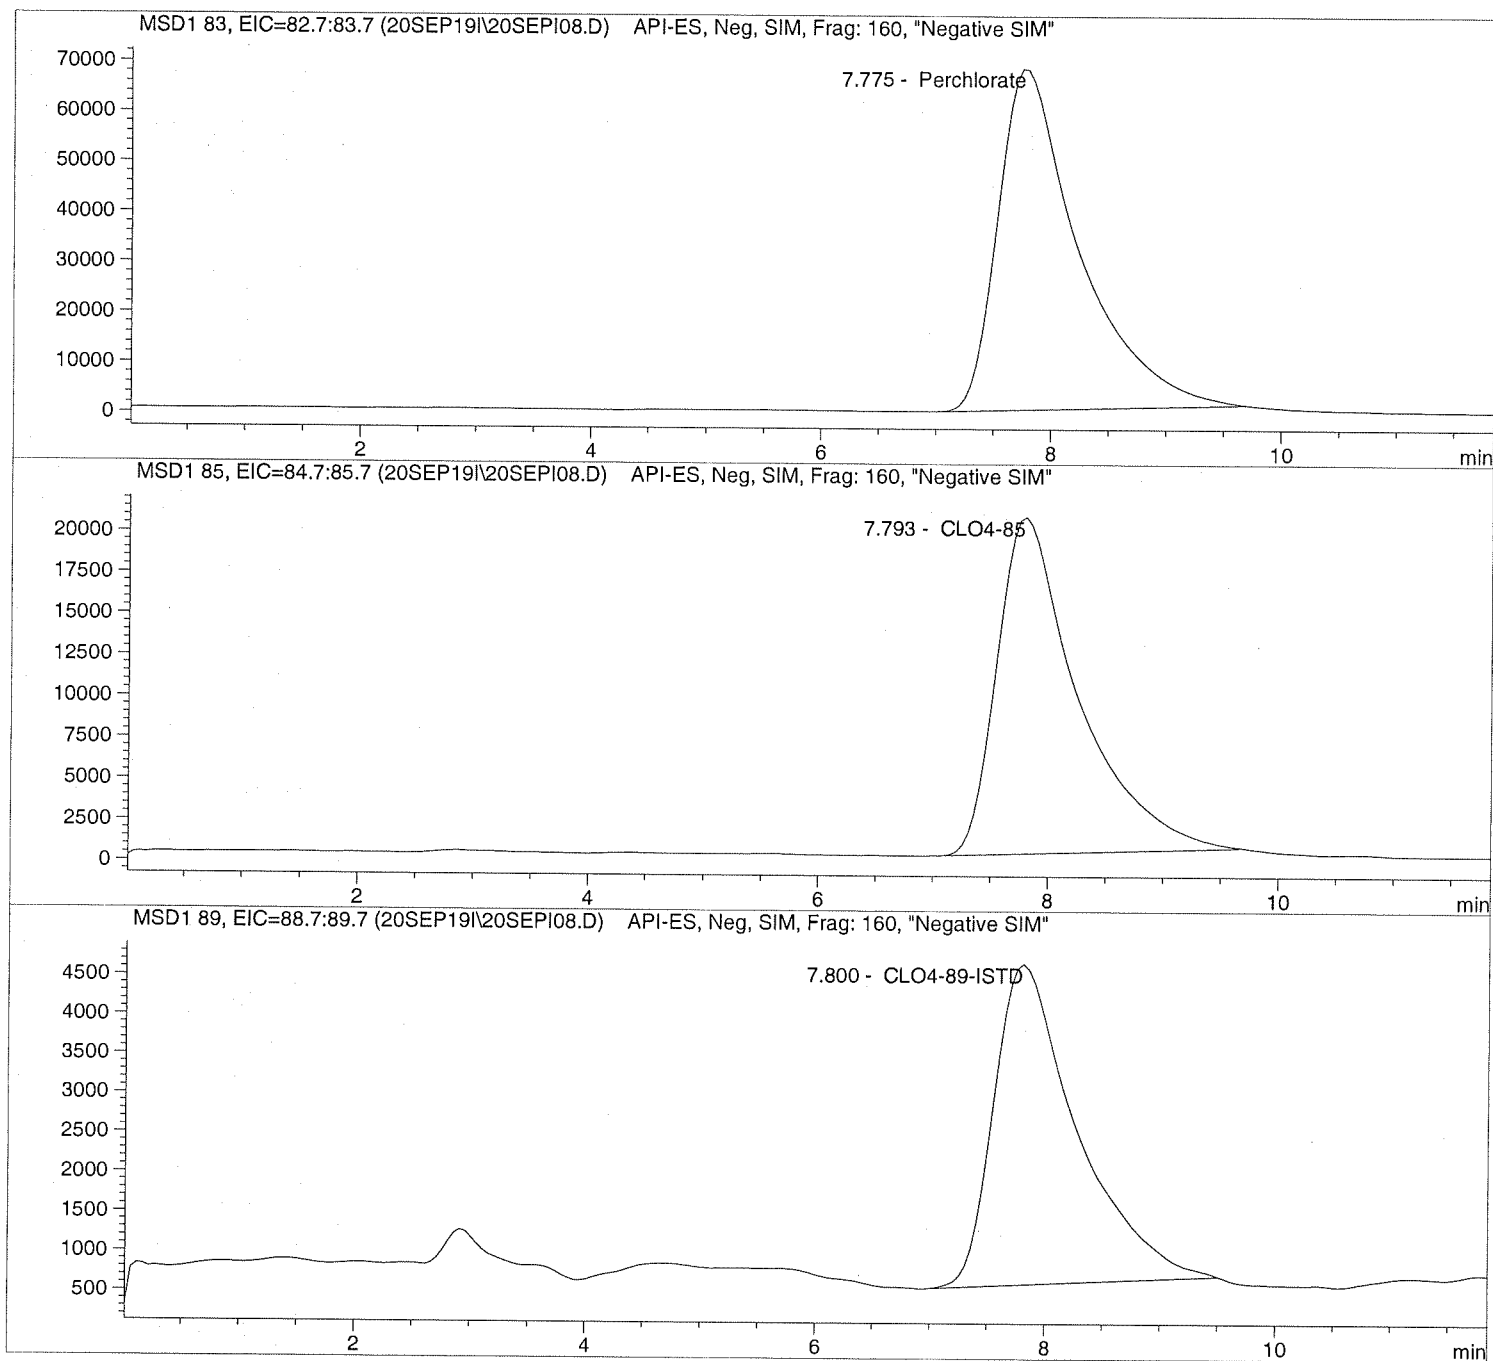 MSD1 83, EIC=82.7:83.7 (20SEP19I\20SEPI08.D) API-ES, Neg, SIM, Frag: 160, "Negative SIM"
70000
7.775 - Perchlorate
60000
50000
40000
30000
20000
10000
0
2 4 6 8 10 min
MSD1 85, EIC=84.7:85.7 (20SEP19I\20SEPI08.D) API-ES, Neg, SIM, Frag: 160, "Negative SIM"
20000
7.793 - CLO4-85
17500
15000
12500
10000
7500
5000
2500
0
2 4 6 8 10 min
MSD1 89, EIC=88.7:89.7 (20SEP19I\20SEPI08.D) API-ES, Neg, SIM, Frag: 160, "Negative SIM"
4500
7.800 - CLO4-89-ISTD
4000
3500
3000
2500
2000
1500
1000
500
2 4 6 8 10 min